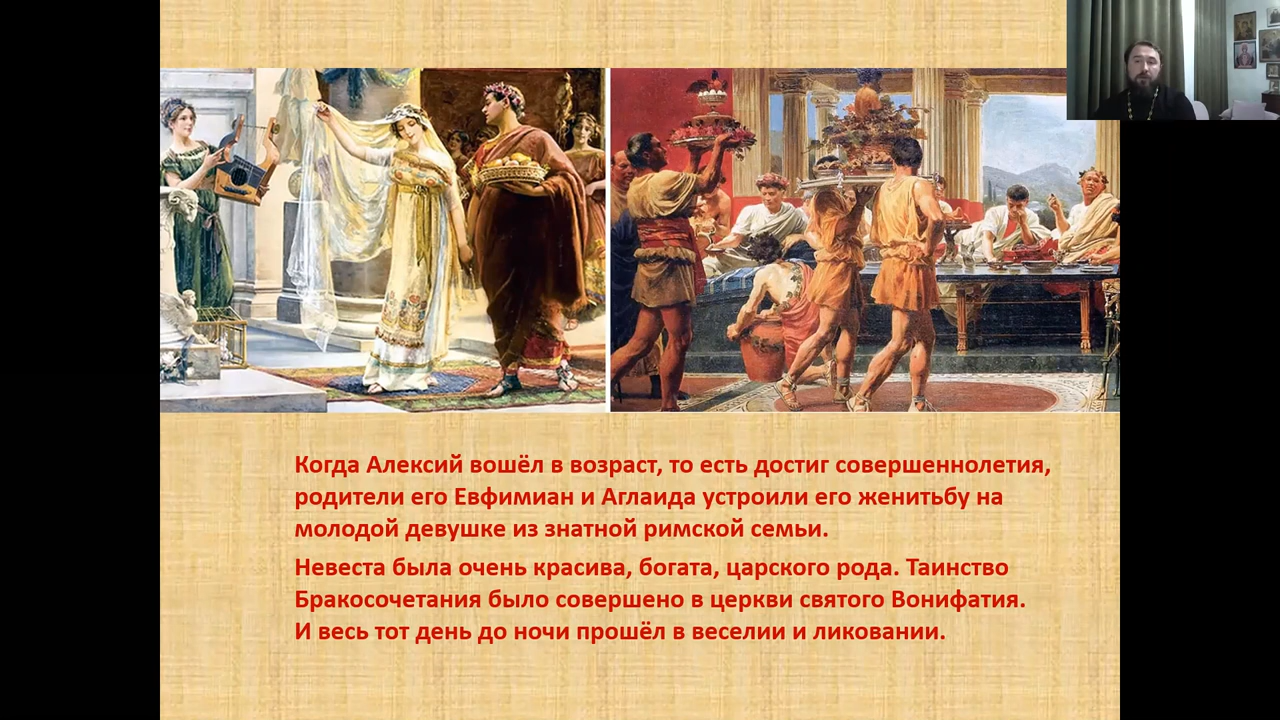 Когда Алексий вошёл в возраст, то есть достиг совершеннолетия,
родители его Евфимиан и Аглаида устроили его женитьбу на
молодой девушке из знатной римской семьи.
Невеста была очень красива, богата, царского рода. Таинство
Бракосочетания было совершено в церкви святого Вонифатия.
И весь тот день до ночи прошёл в веселии и ликовании.